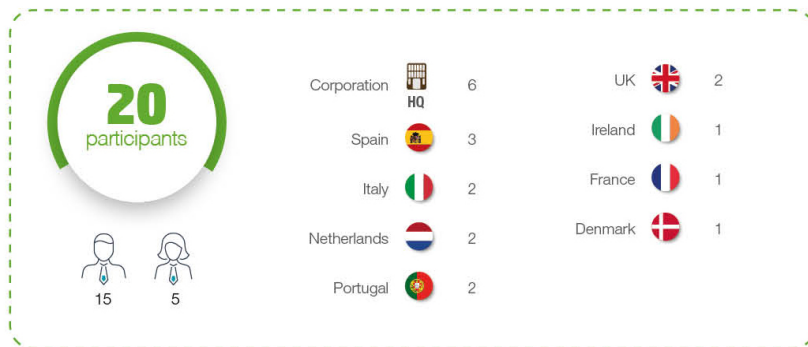 20
participants
15 5
Corporation HQ 6
Spain 3
Italy 2
Netherlands 2
Portugal 2
UK 2
Ireland 1
France 1
Denmark 1